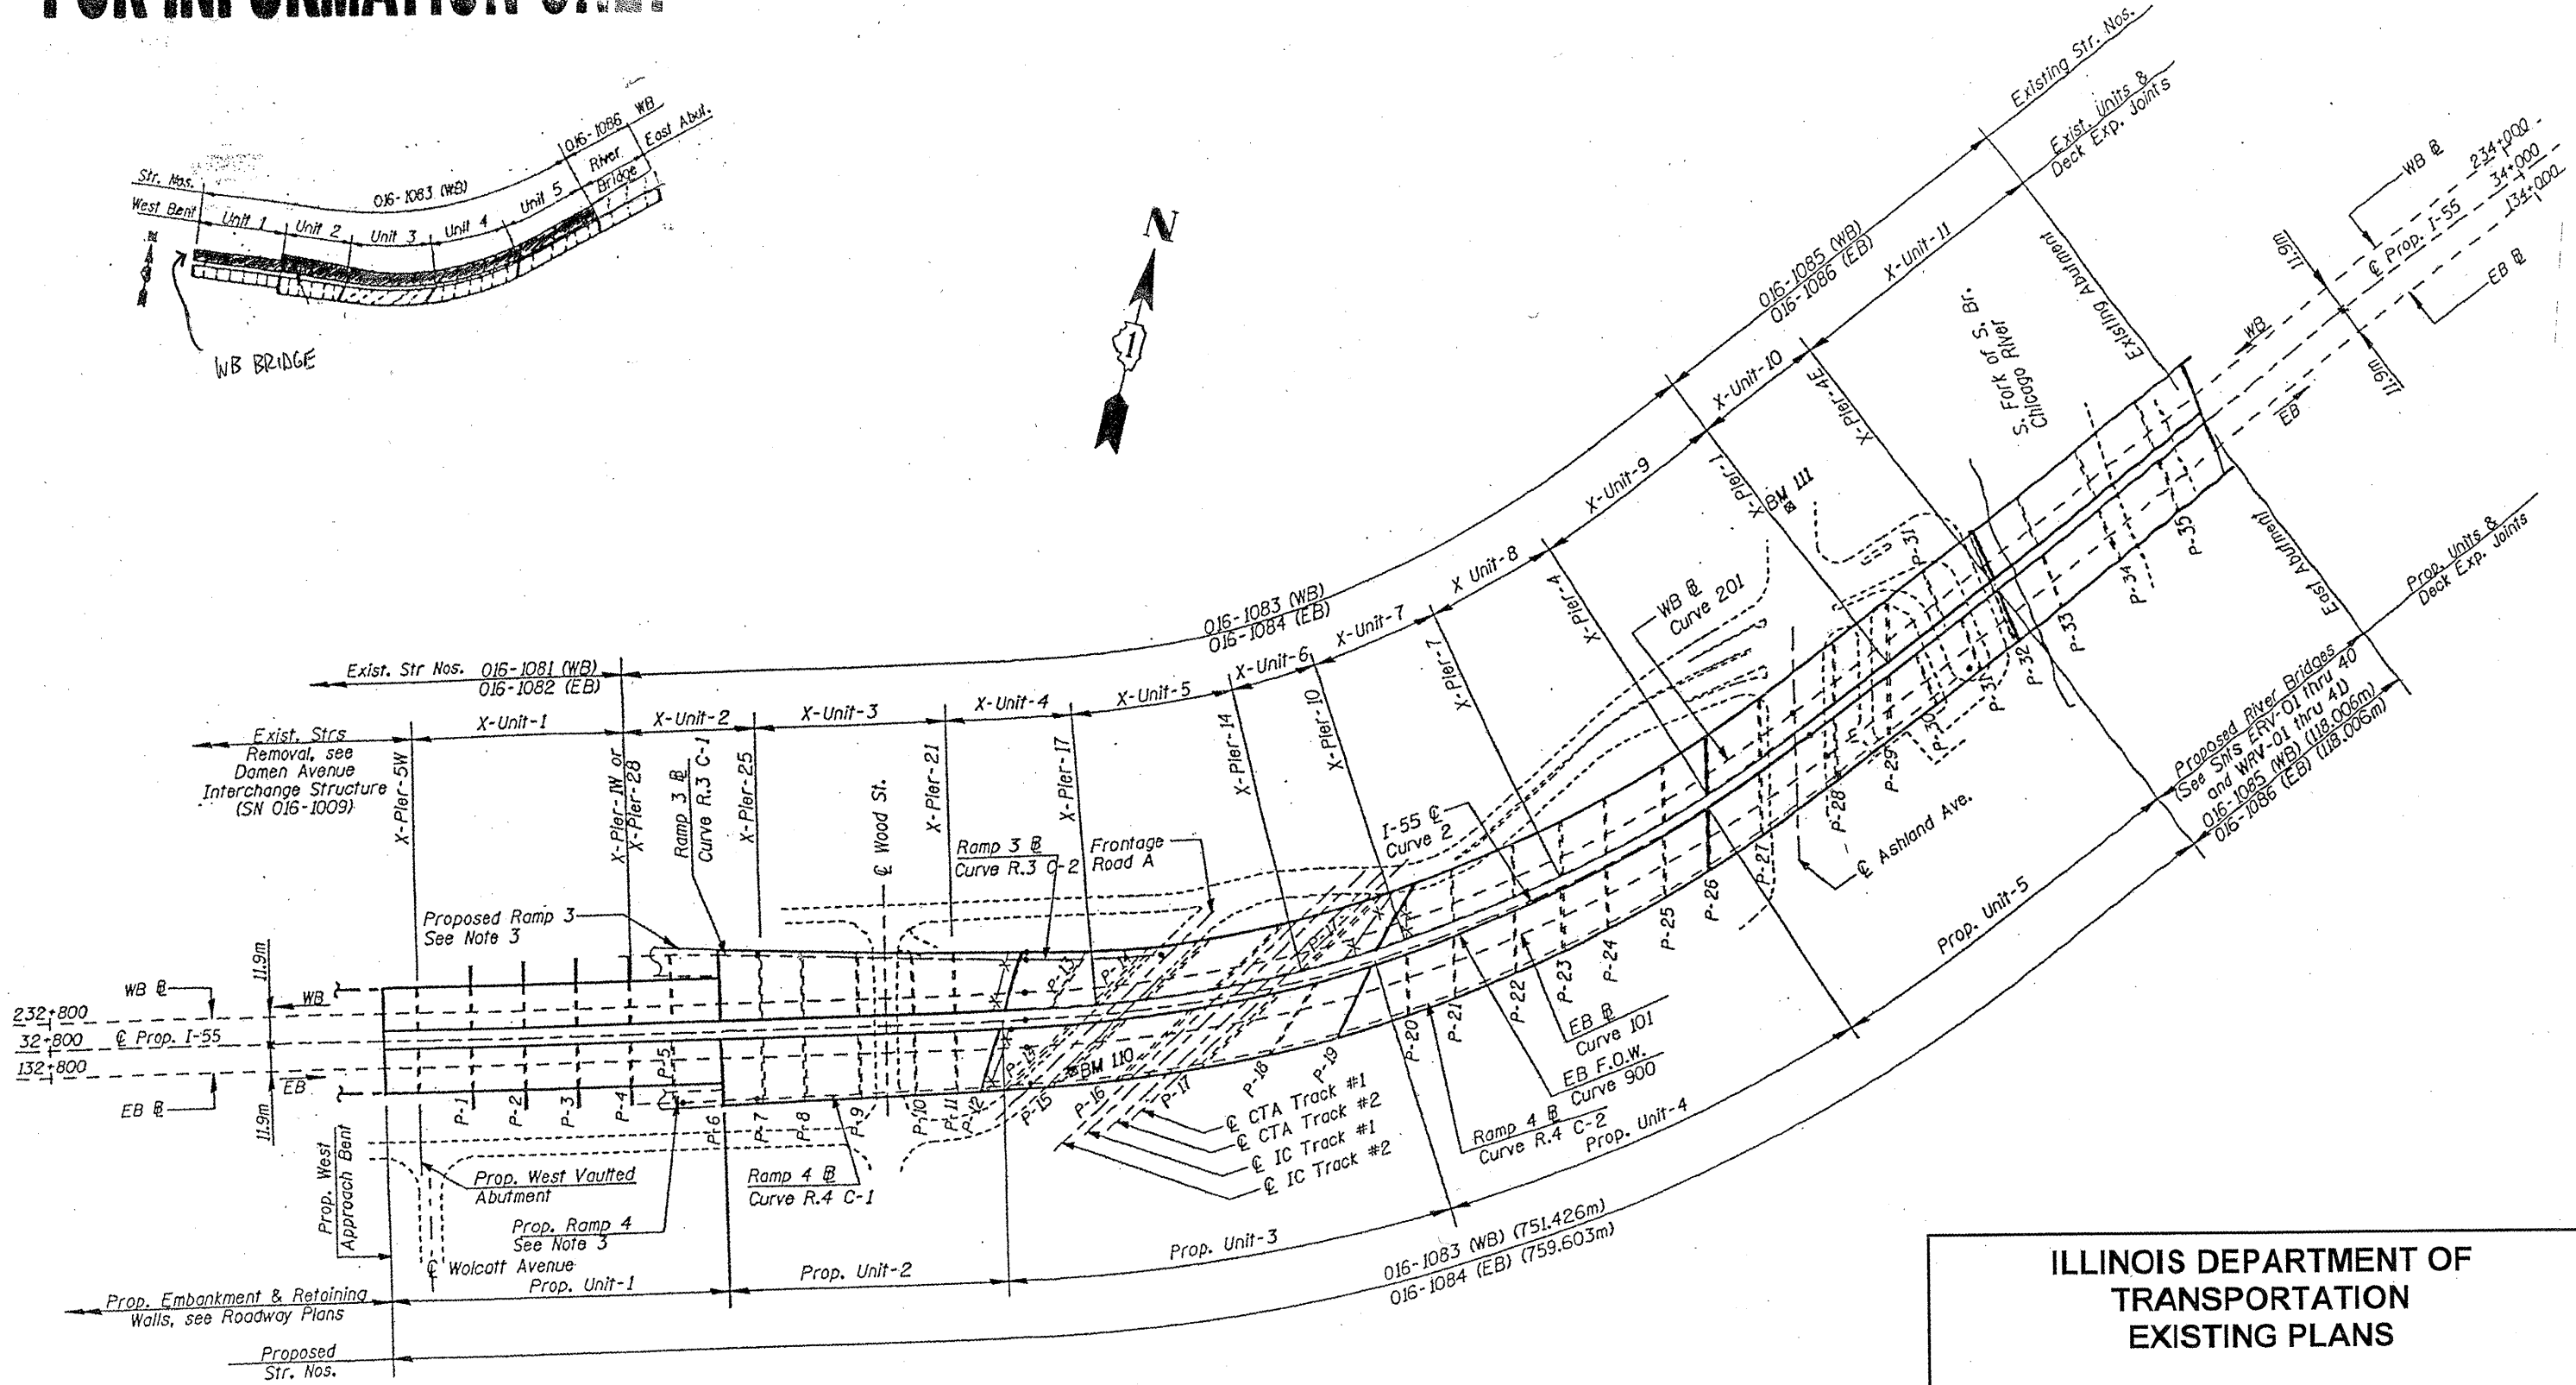 FOR INFORMATION ONLY
Str. Nos.
016-1083 (WB)
016-1086 WB
West Bent
Unit 1
Unit 2
Unit 3
Unit 4
Unit 5
River
Bridge
East Abut.
WB BRIDGE
N
1
Existing Str. Nos.
Exist. Units &
Deck Exp. Joints
016-1085 (WB)
016-1086 (EB)
X-Unit-11
X-Unit-10
X-Unit-9
X Unit-8
X-Unit-7
X-Unit-6
X-Unit-5
X-Unit-4
X-Unit-3
X-Unit-2
X-Unit-1
016-1083 (WB)
016-1084 (EB)
Exist. Str Nos. 016-1081 (WB)
016-1082 (EB)
Exist. Strs
Removal, see
Damen Avenue
Interchange Structure
(SN 016-1009)
X-Pier-5W
X-Pier-1W or
X-Pier-28
Ramp 3 ⅊
Curve R.3 C-1
X-Pier-25
℄ Wood St.
X-Pier-21
X-Pier-17
X-Pier-14
X-Pier-10
X-Pier-7
X-Pier-4
X-Pier-1
X-Pier-4E
BM 111
S. Fork of S. Br.
Chicago River
Existing Abutment
WB ⅊
℄ Prop. I-55
EB ⅊
234+000
34+000
134+000
11.9m
11.9m
WB
EB
East Abutment
Prop. Units &
Deck Exp. Joints
Proposed River Bridges
(See Shts ERV-01 thru 40
and WRV-01 thru 41)
016-1085 (WB) (118.006m)
016-1086 (EB) (118.006m)
WB ⅊
Curve 201
I-55 ℄
Curve 2
Ramp 3 ⅊
Curve R.3 C-2
Frontage
Road A
Proposed Ramp 3
See Note 3
11.9m
WB ⅊
WB
232+800
32+800
℄ Prop. I-55
132+800
EB
EB ⅊
11.9m
P-1
P-2
P-3
P-4
P-5
P-6
P-7
P-8
P-9
P-10
P-11
P-12
P-13
P-15
P-16
P-17
P-18
P-19
P-20
P-21
P-22
P-23
P-24
P-25
P-26
P-27
P-28
P-29
P-30
P-31
P-31
P-32
P-33
P-34
P-35
BM 110
℄ Ashland Ave.
℄ CTA Track #1
℄ CTA Track #2
℄ IC Track #1
℄ IC Track #2
EB ⅊
Curve 101
EB F.O.W.
Curve 900
Ramp 4 ⅊
Curve R.4 C-2
Ramp 4 ⅊
Curve R.4 C-1
Prop. West
Approach Bent
Prop. West Vaulted
Abutment
Prop. Ramp 4
See Note 3
℄ Wolcott Avenue
Prop. Unit-1
Prop. Unit-2
Prop. Unit-3
Prop. Unit-4
Prop. Unit-5
016-1083 (WB) (751.426m)
016-1084 (EB) (759.603m)
Prop. Embankment & Retaining
Walls, see Roadway Plans
Proposed
Str. Nos.
ILLINOIS DEPARTMENT OF
TRANSPORTATION
EXISTING PLANS